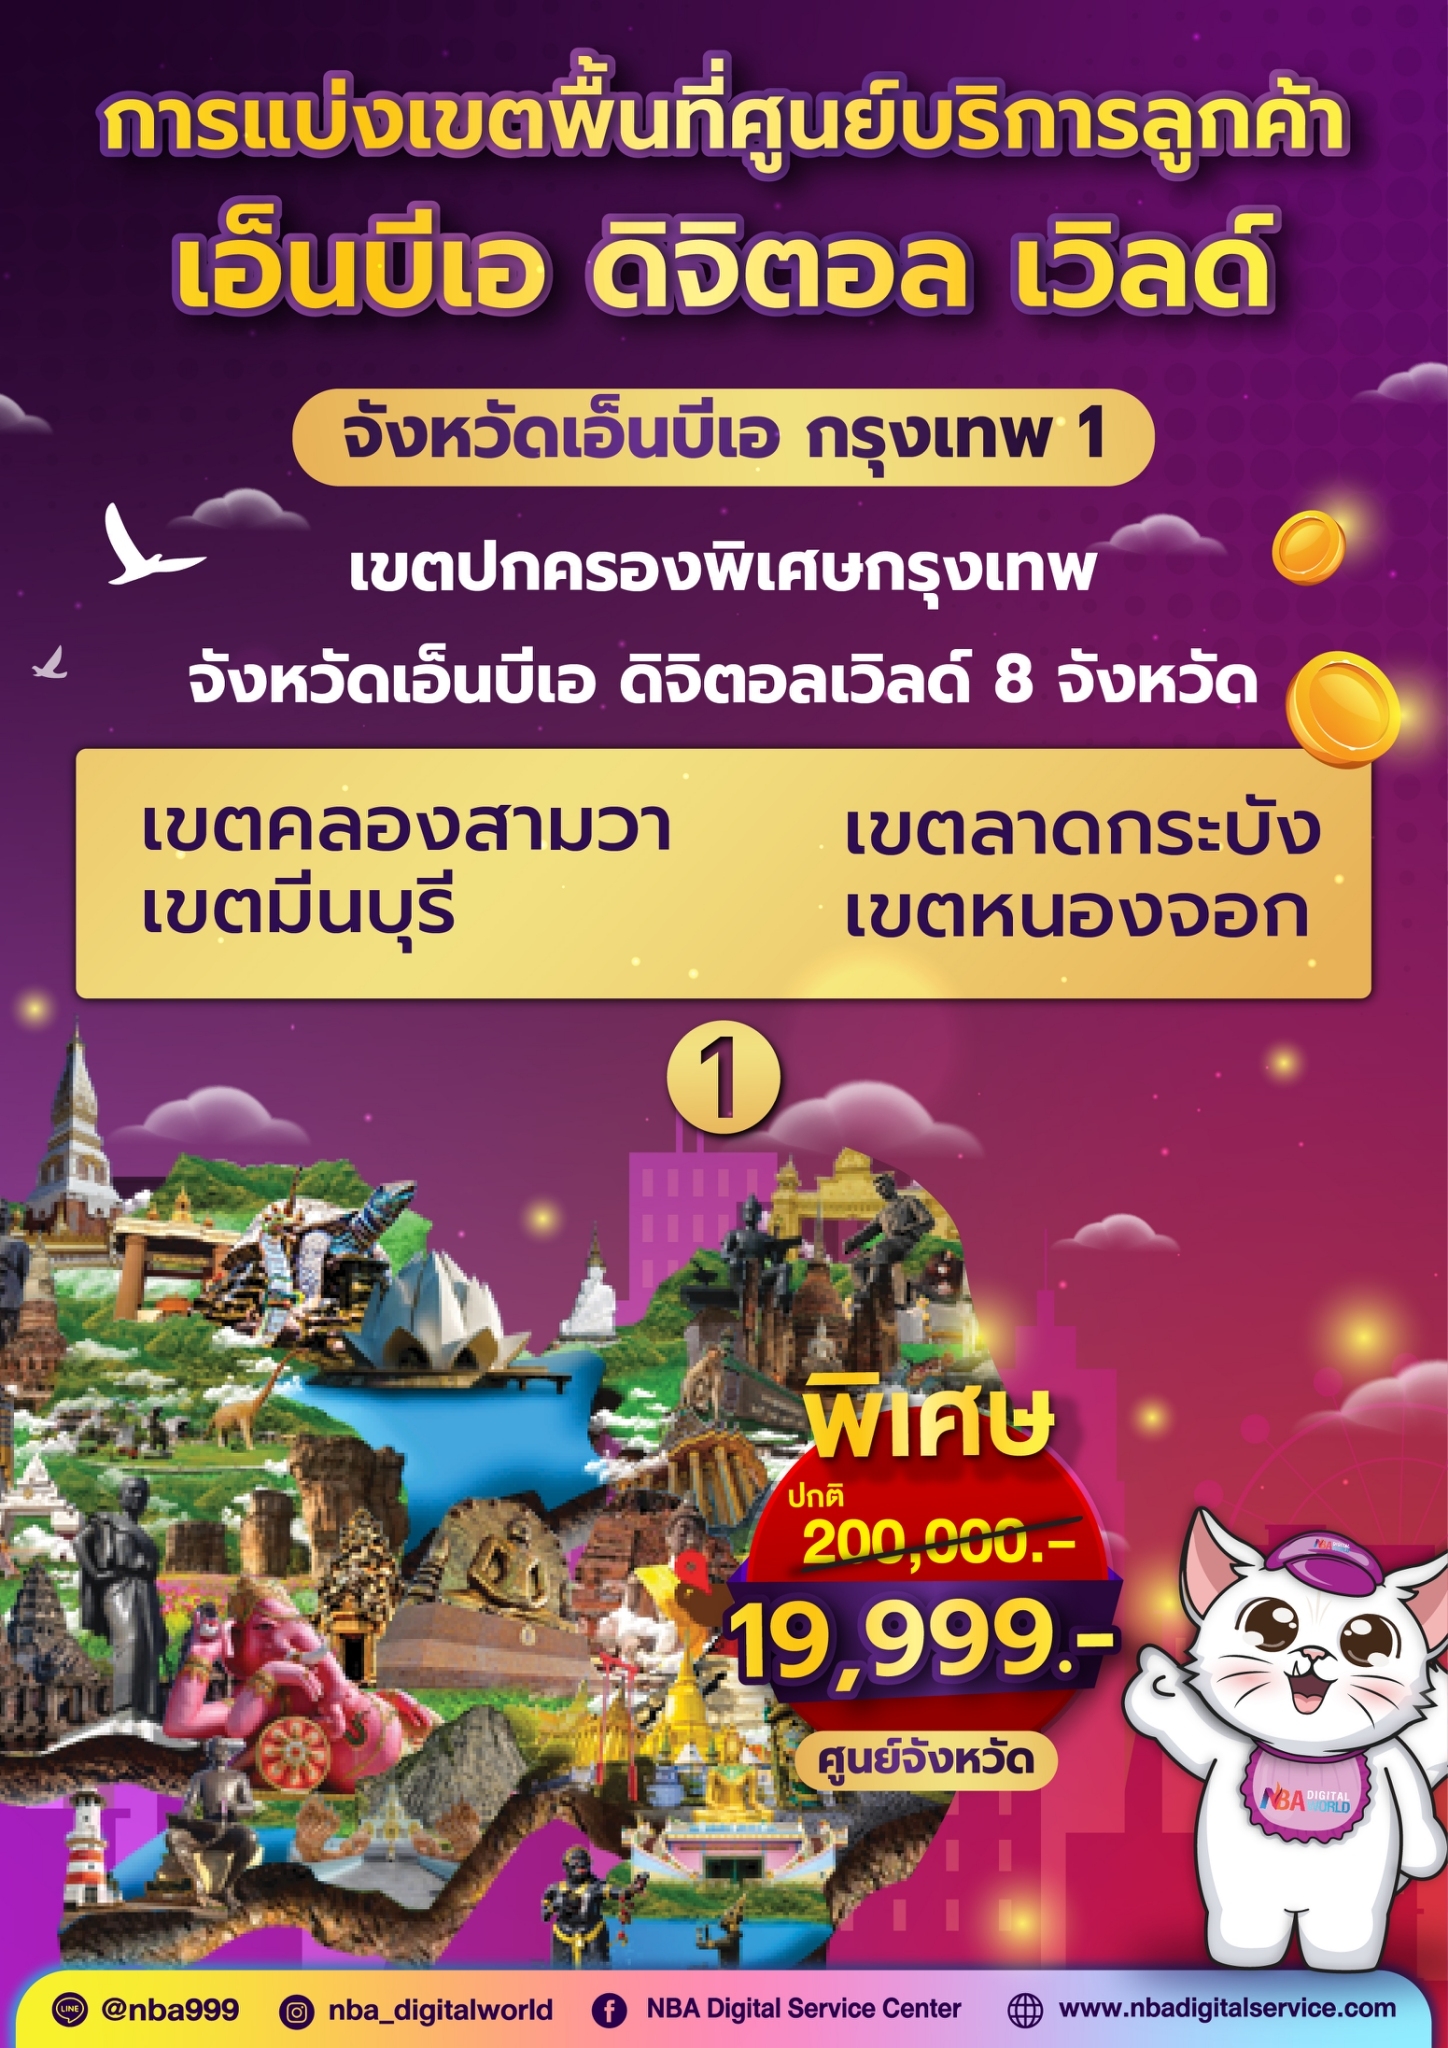 การแบ่งเขตพื้นที่ศูนย์บริการลูกค้า
เอ็นบีเอ ดิจิตอล เวิลด์
จังหวัดเอ็นบีเอ กรุงเทพ 1
เขตปกครองพิเศษกรุงเทพ
จังหวัดเอ็นบีเอ ดิจิตอลเวิลด์ 8 จังหวัด
เขตคลองสามวา
เขตลาดกระบัง
เขตมีนบุรี
เขตหนองจอก
1
พิเศษ
ปกติ
200,000.-
19,999.-
ศูนย์จังหวัด
NBA DIGITAL WORLD
@nba999
nba_digitalworld
NBA Digital Service Center
www.nbadigitalservice.com